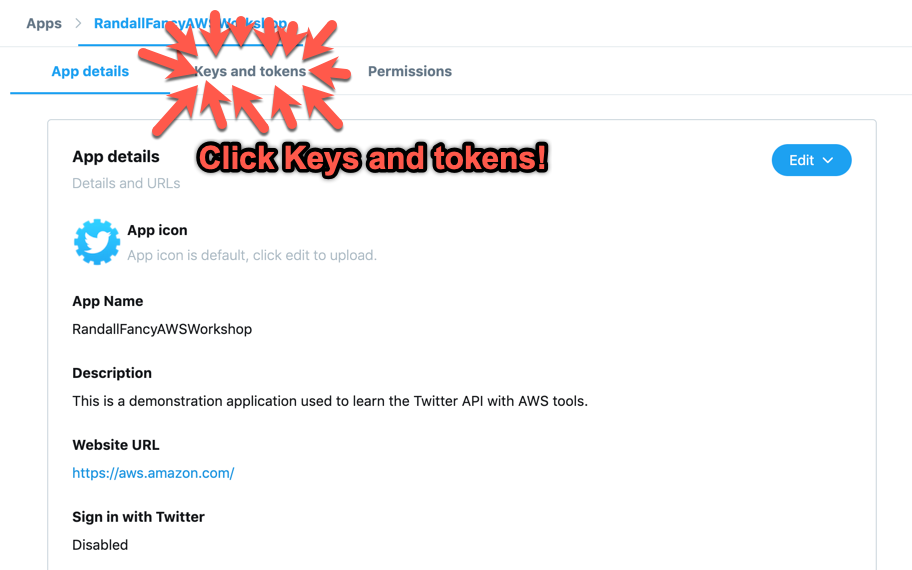 Apps > RandallFancyAWSWorkshop
App details Keys and tokens Permissions
Click Keys and tokens!
App details
Edit
Details and URLs
App icon
App icon is default, click edit to upload.
App Name
RandallFancyAWSWorkshop
Description
This is a demonstration application used to learn the Twitter API with AWS tools.
Website URL
https://aws.amazon.com/
Sign in with Twitter
Disabled